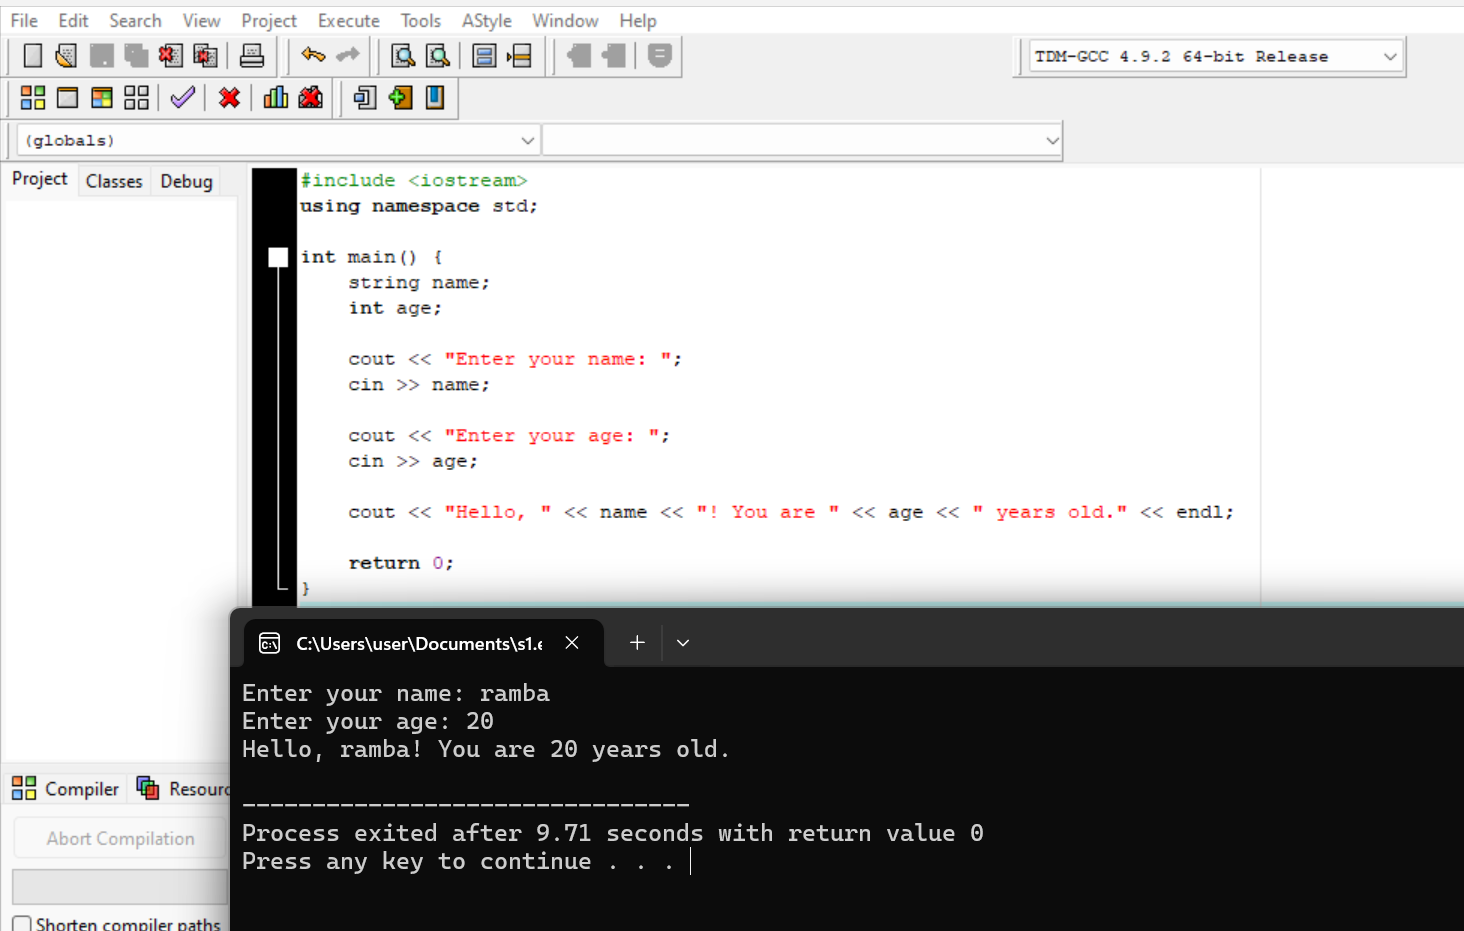 File Edit Search View Project Execute Tools AStyle Window Help
TDM-GCC 4.9.2 64-bit Release
(globals)
Project Classes Debug
#include <iostream>
using namespace std;
int main() {
    string name;
    int age;
    cout << "Enter your name: ";
    cin >> name;
    cout << "Enter your age: ";
    cin >> age;
    cout << "Hello, " << name << "! You are " << age << " years old." << endl;
    return 0;
}
C:\Users\user\Documents\s1.e
Enter your name: ramba
Enter your age: 20
Hello, ramba! You are 20 years old.
--------------------------------
Process exited after 9.71 seconds with return value 0
Press any key to continue . . .
Compiler Resourc
Abort Compilation
Shorten compiler paths